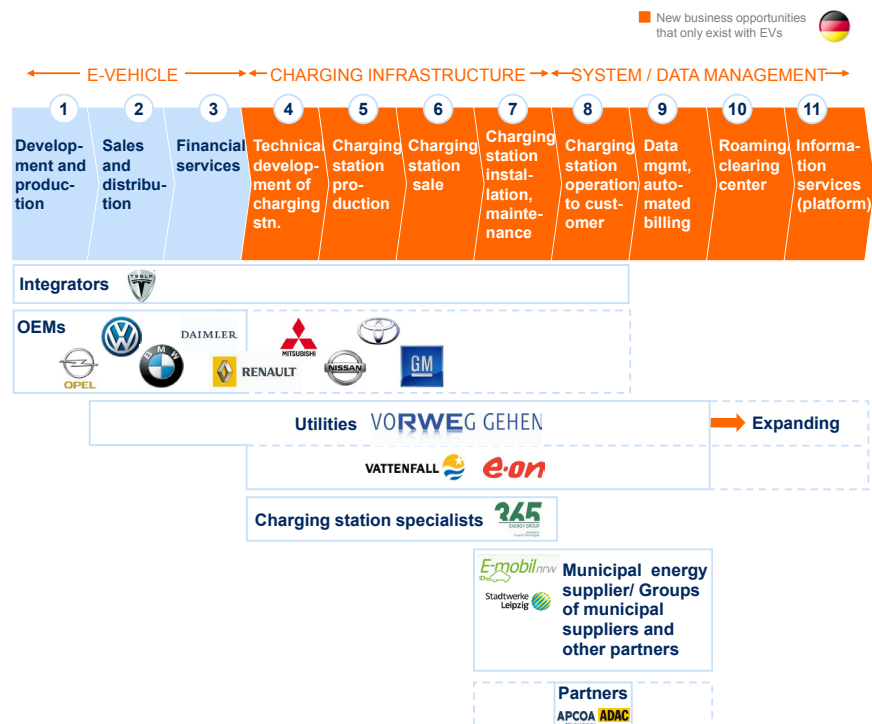 New business opportunities
that only exist with EVs
E-VEHICLE
CHARGING INFRASTRUCTURE
SYSTEM / DATA MANAGEMENT
1
2
3
4
5
6
7
8
9
10
11
Develop-
ment and
produc-
tion
Sales
and
distribu-
tion
Financial
services
Technical
develop-
ment of
charging
stn.
Charging
station
pro-
duction
Charging
station
sale
Charging
station
instal-
lation,
mainte-
nance
Charging
station
operation
to cust-
omer
Data
mgmt,
auto-
mated
billing
Roaming/
clearing
center
Informa-
tion
services
(platform)
Integrators
TESLA
OEMs
OPEL
BMW
DAIMLER
RENAULT
MITSUBISHI
NISSAN
GM
Utilities
VORWEG GEHEN
Expanding
VATTENFALL
e·on
Charging station specialists
365
ENERGY GROUP
E-mobil nrw
Stadtwerke
Leipzig
Municipal energy
supplier/ Groups
of municipal
suppliers and
other partners
Partners
APCOA
ADAC